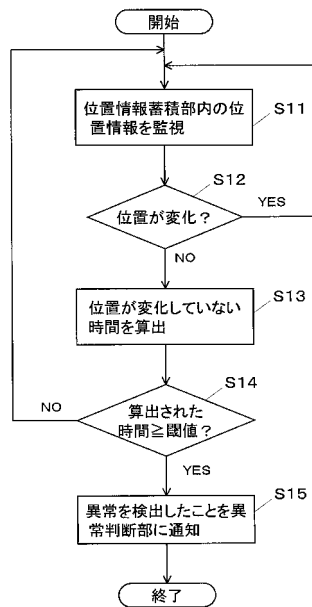 開始
位置情報蓄積部内の位
置情報を監視
S11
S12
位置が変化?
YES
NO
位置が変化していない
時間を算出
S13
S14
算出された
時間≧閾値?
NO
YES
異常を検出したことを異
常判断部に通知
S15
終了